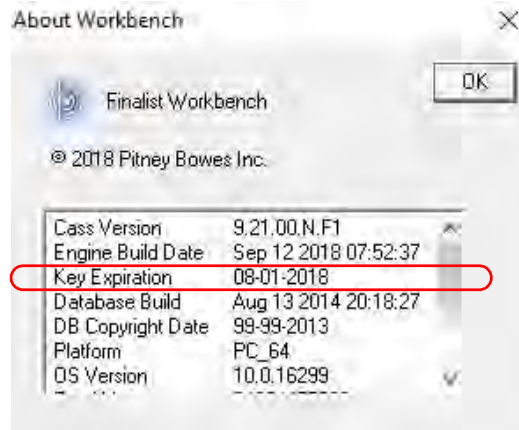 About Workbench
OK
Finalist Workbench
© 2018 Pitney Bowes Inc.
Cass Version 9.21.00.N.F1
Engine Build Date Sep 12 2018 07:52:37
Key Expiration 08-01-2018
Database Build Aug 13 2014 20:18:27
DB Copyright Date 99-99-2013
Platform PC_64
OS Version 10.0.16299